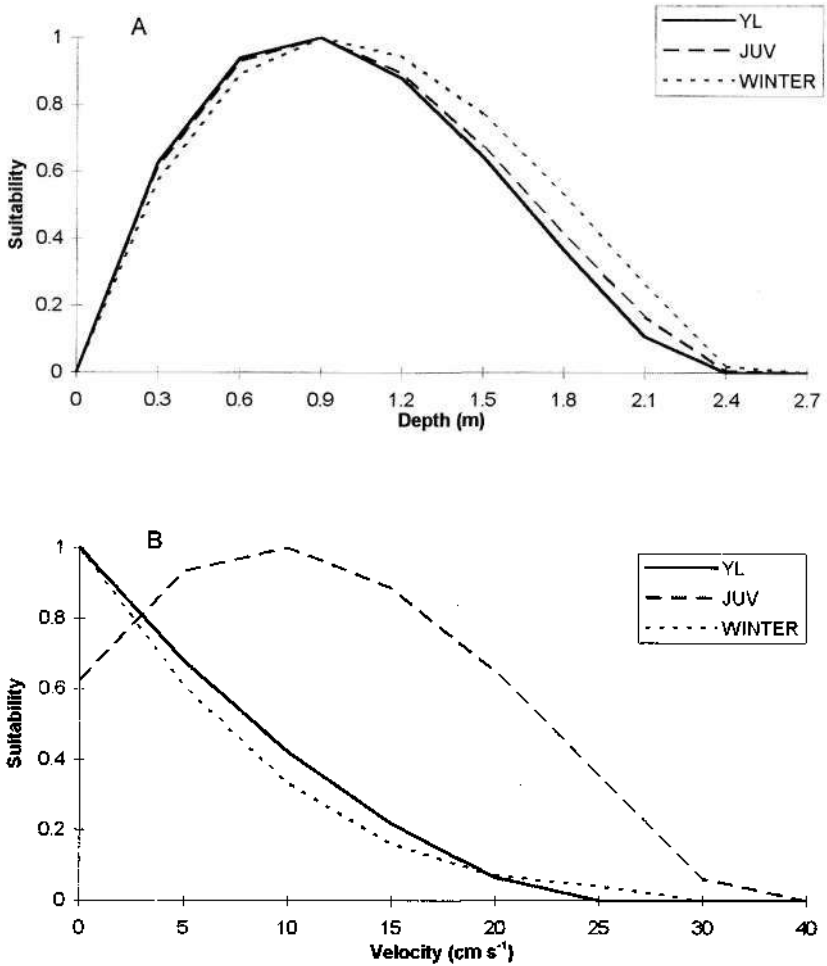 A
YL
JUV
WINTER
1
0.8
0.6
0.4
0.2
0
Suitability
0 0.3 0.6 0.9 1.2 1.5 1.8 2.1 2.4 2.7
Depth (m)
B
YL
JUV
WINTER
1
0.8
0.6
0.4
0.2
0
Suitability
0 5 10 15 20 25 30 40
Velocity (cm s⁻¹)